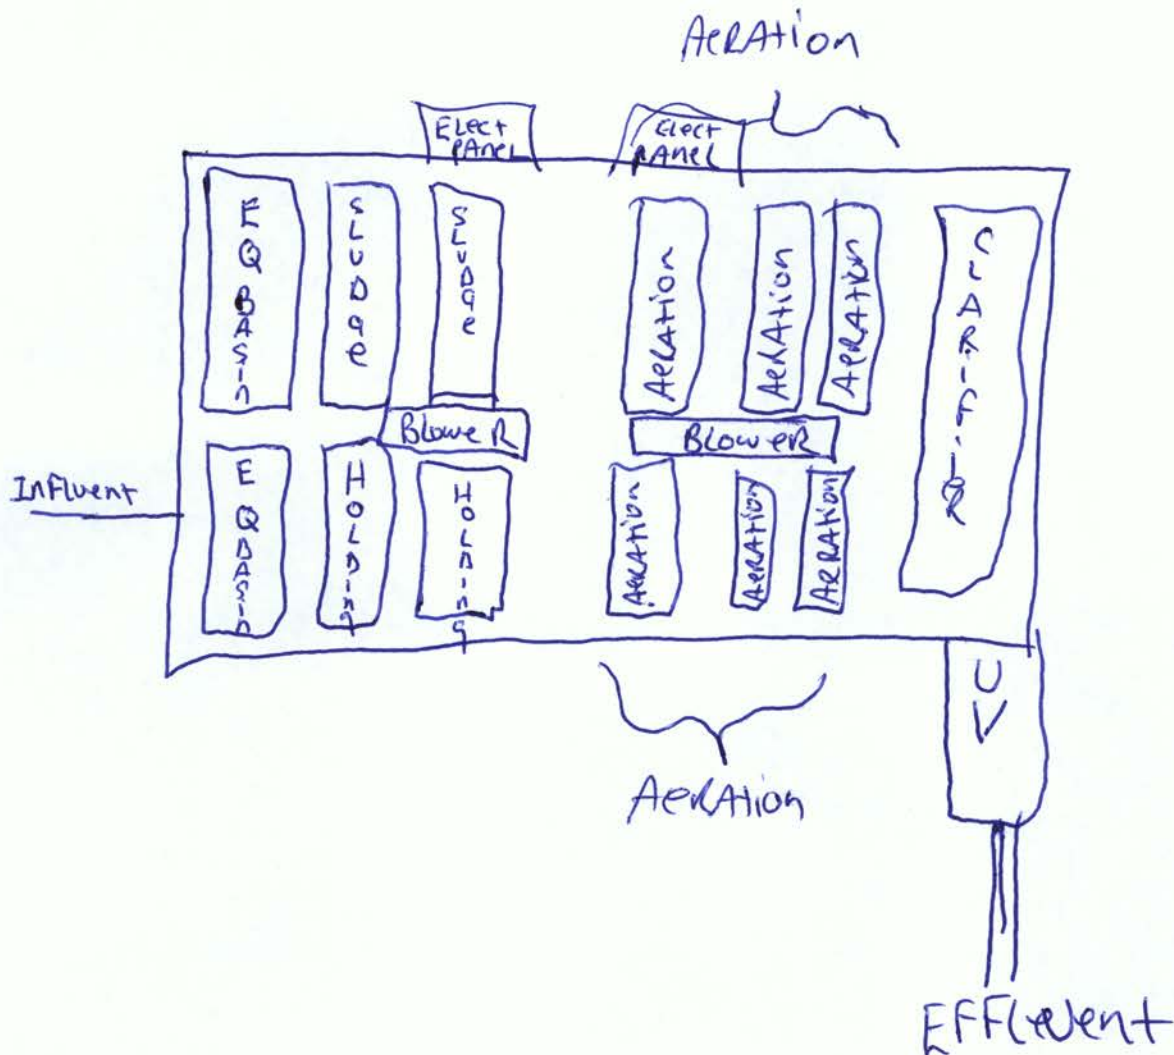 AeRAtion
Elect
PAneL
Elect
PAneL
EQ BASin
SLUDge
SLUDge
AeRAtion
AeRAtion
AeRAtion
CLARIFIER
BloweR
BloweR
InFluent
EQ BASin
HOLDing
HOLDing
AeRAtion
AeRAtion
AeRAtion
UV
AeRAtion